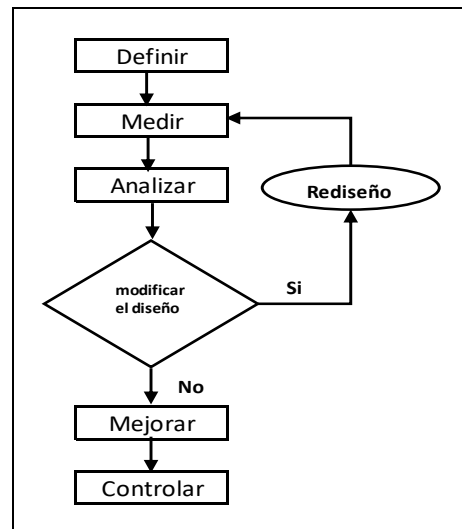 Definir
Medir
Analizar
Rediseño
modificar
el diseño
Si
No
Mejorar
Controlar